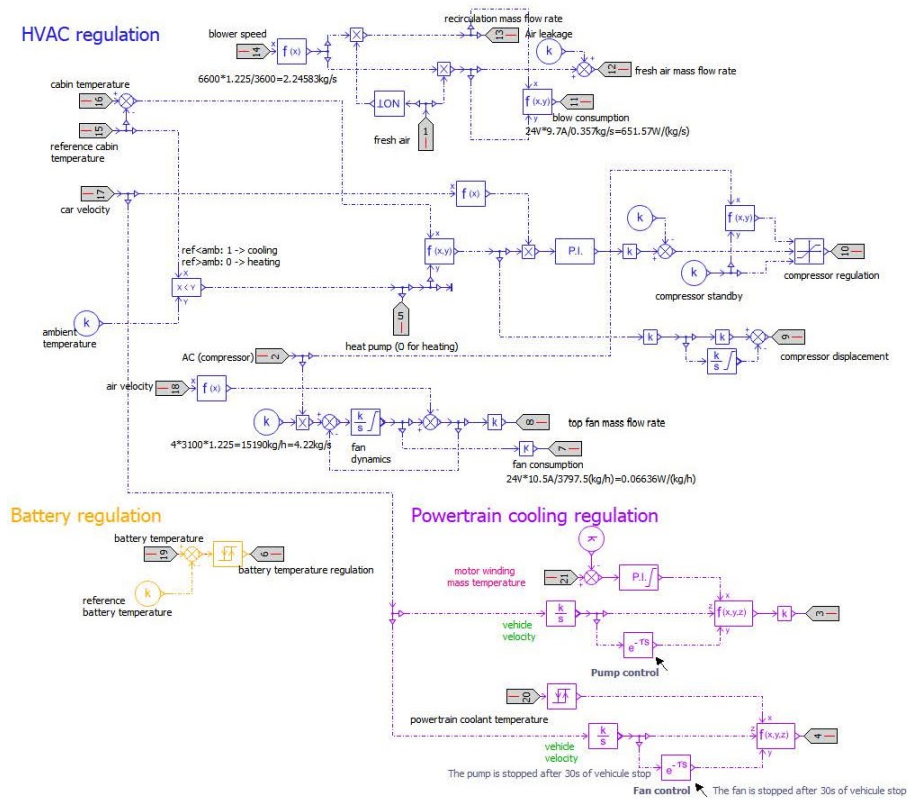 HVAC regulation
blower speed
14
x
f(x)
6600*1.225/3600=2.24583kg/s
X
X
NOT
fresh air
1
recirculation mass flow rate
13
Air leakage
k
12
fresh air mass flow rate
x
f(x,y)
y
11
blow consumption
24V*9.7A/0.357kg/s=651.57W/(kg/s)
cabin temperature
16
15
reference cabin
temperature
17
car velocity
x
f(x)
ref<amb: 1 -> cooling
ref>amb: 0 -> heating
x
X < Y
y
ambient
temperature
k
x
f(x,y)
y
5
heat pump (0 for heating)
X
P.I.
k
k
x
f(x,y)
y
k
compressor standby
10
compressor regulation
k
k
k
s
9
compressor displacement
AC (compressor)
2
air velocity
18
x
f(x)
k
X
4*3100*1.225=15190kg/h=4.22kg/s
k
s
fan
dynamics
k
8
top fan mass flow rate
K
7
fan consumption
24V*10.5A/3797.5(kg/h)=0.06636W/(kg/h)
Battery regulation
battery temperature
19
6
battery temperature regulation
reference
battery temperature
k
Powertrain cooling regulation
k
motor winding
mass temperature
21
P.I.
x
z
f(x,y,z)
y
k
3
vehicle
velocity
k
s
e-TS
Pump control
20
powertrain coolant temperature
x
z
f(x,y,z)
y
4
vehicle
velocity
k
s
e-TS
The pump is stopped after 30s of vehicule stop
Fan control
The fan is stopped after 30s of vehicule stop